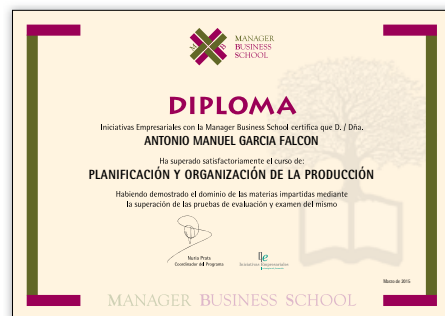 M B
MANAGER
BUSINESS
SCHOOL
DIPLOMA
Iniciativas Empresariales con la Manager Business School certifica que D. / Dña.
ANTONIO MANUEL GARCIA FALCON
Ha superado satisfactoriamente el curso de:
PLANIFICACIÓN Y ORGANIZACIÓN DE LA PRODUCCIÓN
Habiendo demostrado el dominio de las materias impartidas mediante
la superación de las pruebas de evaluación y examen del mismo
Nuria Prats
Coordinador del Programa
Iniciativas Empresariales
Marzo de 2015
MANAGER BUSINESS SCHOOL